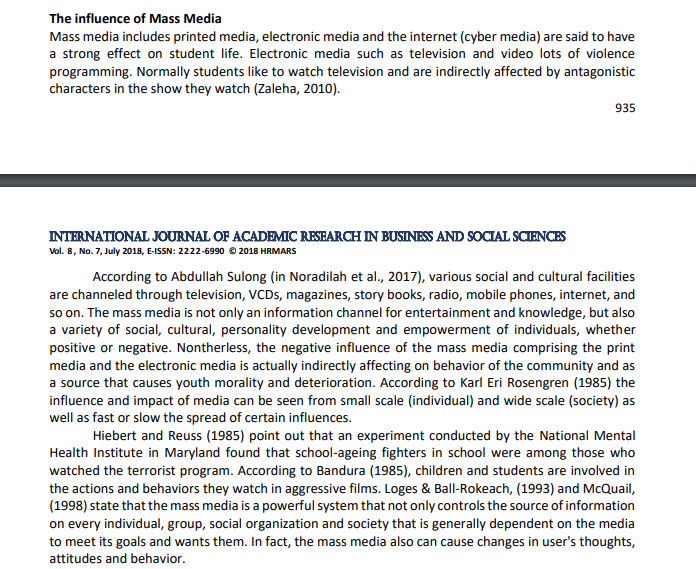 The influence of Mass Media
Mass media includes printed media, electronic media and the internet (cyber media) are said to have
a strong effect on student life. Electronic media such as television and video lots of violence
programming. Normally students like to watch television and are indirectly affected by antagonistic
characters in the show they watch (Zaleha, 2010).
935
INTERNATIONAL JOURNAL OF ACADEMIC RESEARCH IN BUSINESS AND SOCIAL SCIENCES
Vol. 8, No. 7, July 2018, E-ISSN: 2222-6990 © 2018 HRMARS
According to Abdullah Sulong (in Noradilah et al., 2017), various social and cultural facilities
are channeled through television, VCDs, magazines, story books, radio, mobile phones, internet, and
so on. The mass media is not only an information channel for entertainment and knowledge, but also
a variety of social, cultural, personality development and empowerment of individuals, whether
positive or negative. Nontherless, the negative influence of the mass media comprising the print
media and the electronic media is actually indirectly affecting on behavior of the community and as
a source that causes youth morality and deterioration. According to Karl Eri Rosengren (1985) the
influence and impact of media can be seen from small scale (individual) and wide scale (society) as
well as fast or slow the spread of certain influences.
Hiebert and Reuss (1985) point out that an experiment conducted by the National Mental
Health Institute in Maryland found that school-ageing fighters in school were among those who
watched the terrorist program. According to Bandura (1985), children and students are involved in
the actions and behaviors they watch in aggressive films. Loges & Ball-Rokeach, (1993) and McQuail,
(1998) state that the mass media is a powerful system that not only controls the source of information
on every individual, group, social organization and society that is generally dependent on the media
to meet its goals and wants them. In fact, the mass media also can cause changes in user's thoughts,
attitudes and behavior.